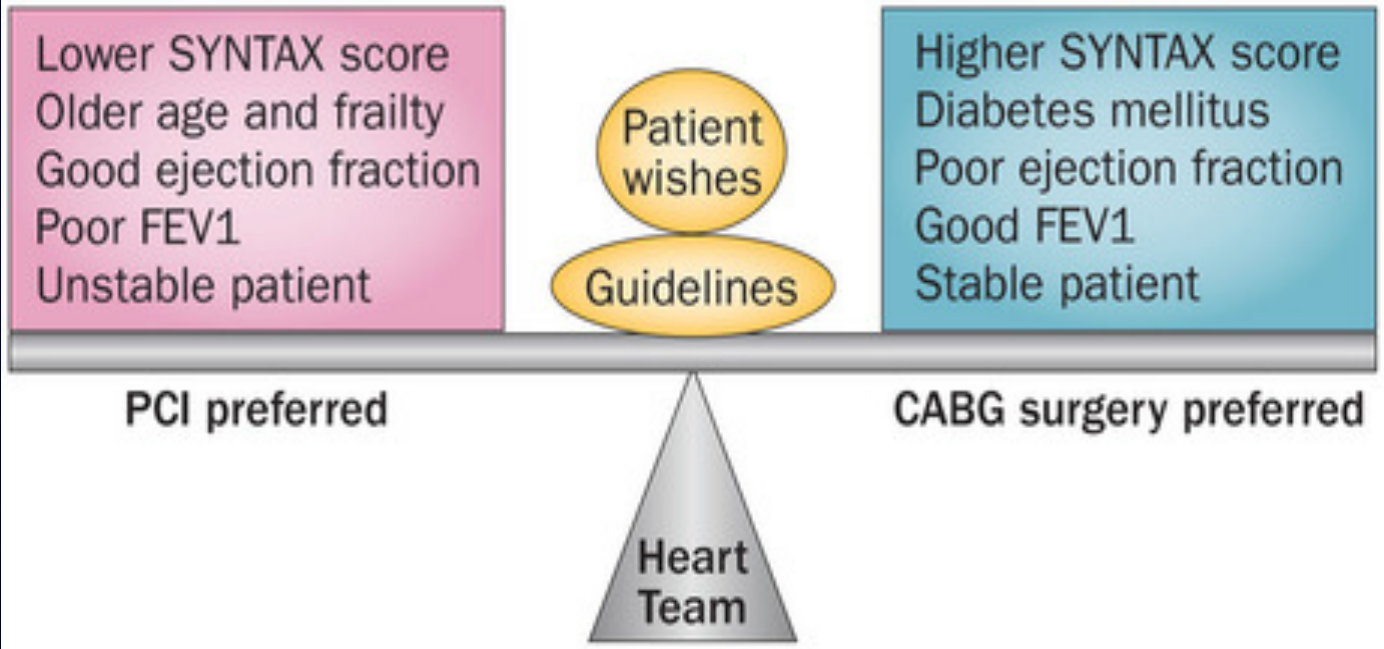 Lower SYNTAX score
Older age and frailty
Good ejection fraction
Poor FEV1
Unstable patient
Patient
wishes
Guidelines
Higher SYNTAX score
Diabetes mellitus
Poor ejection fraction
Good FEV1
Stable patient
PCI preferred
CABG surgery preferred
Heart
Team